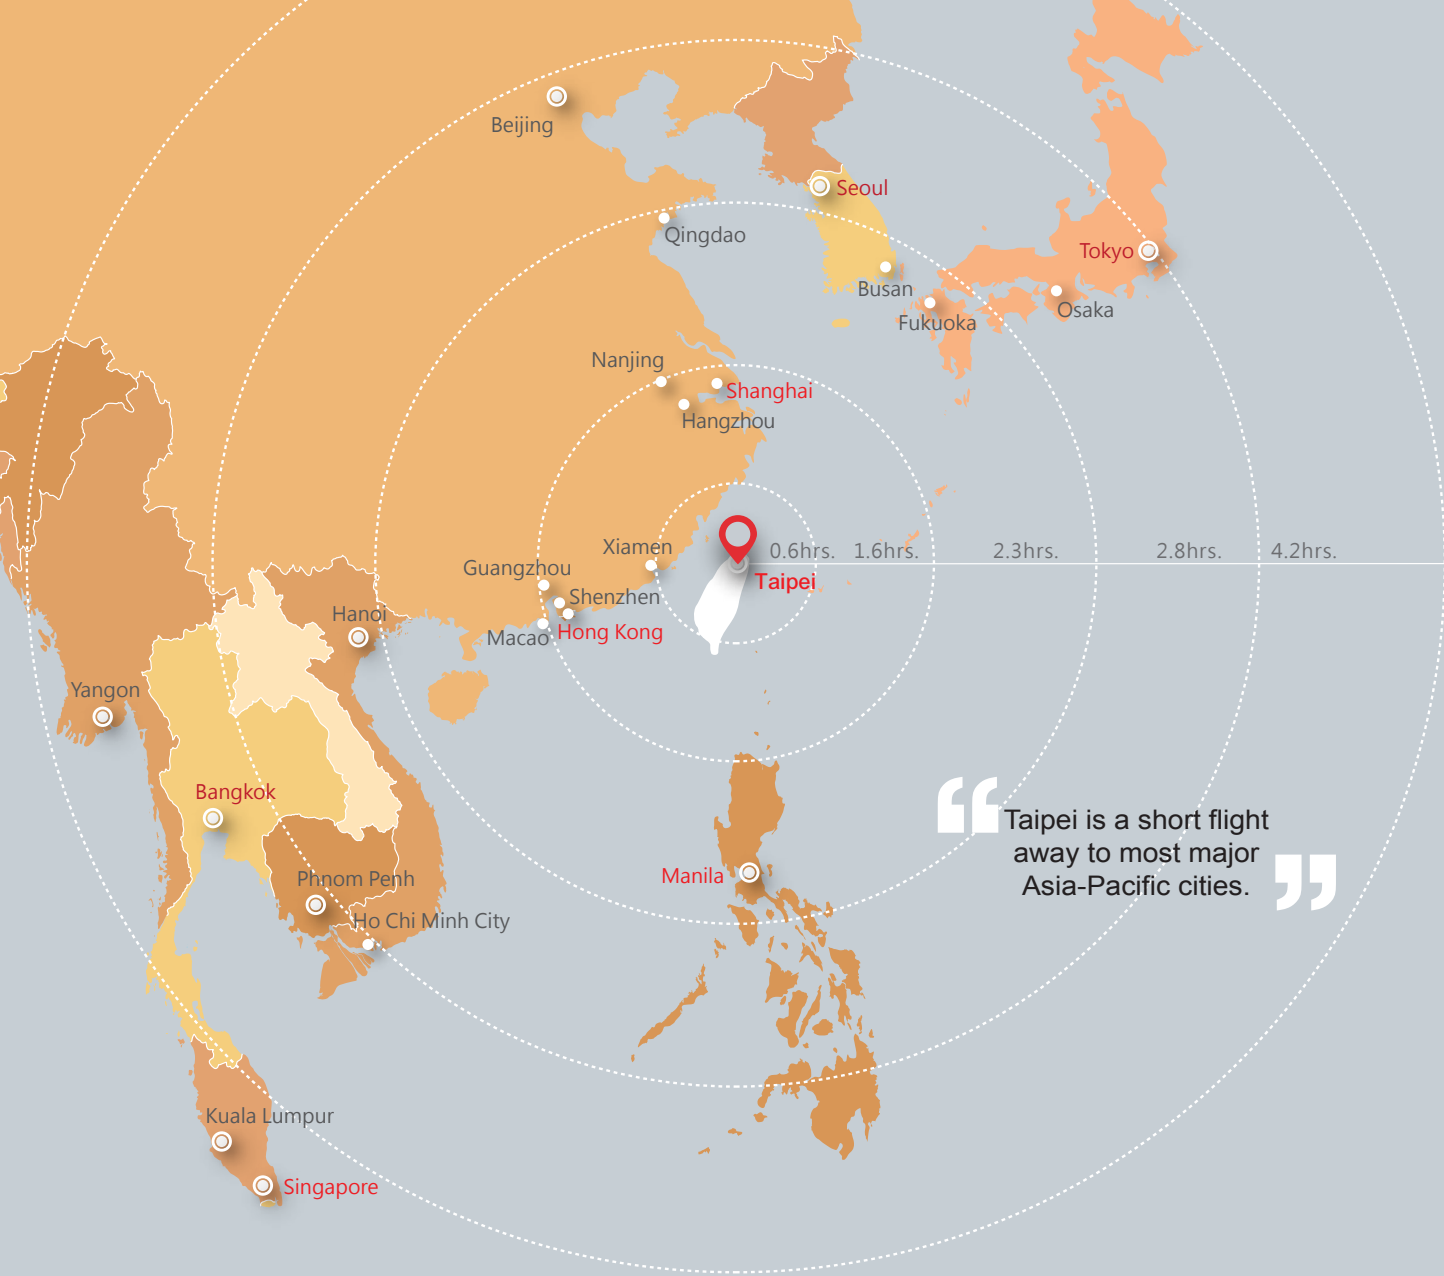 Beijing
Seoul
Qingdao
Tokyo
Busan
Osaka
Fukuoka
Nanjing
Shanghai
Hangzhou
Xiamen
0.6hrs. 1.6hrs. 2.3hrs. 2.8hrs. 4.2hrs.
Guangzhou
Taipei
Shenzhen
Hanoi
Macao
Hong Kong
Yangon
Bangkok
“Taipei is a short flight
away to most major
Asia-Pacific cities.”
Manila
Phnom Penh
Ho Chi Minh City
Kuala Lumpur
Singapore